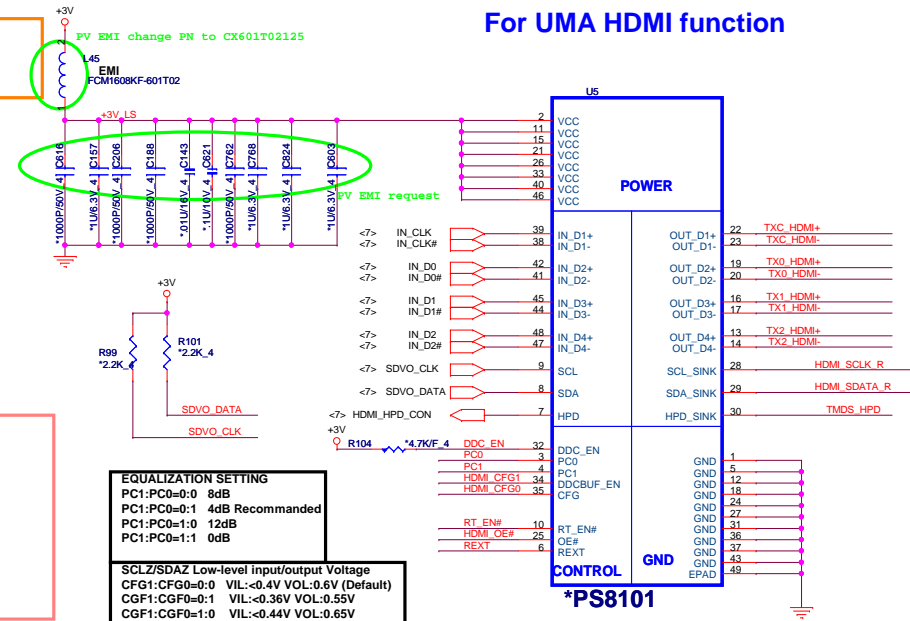 For UMA HDMI function
+3V
PV EMI change PN to CX601T02125
2
L45
EMI
FCM1608KF-601T02
1
+3V_LS
C616
*1000P/50V_4
C157
*1U/6.3V_4
C206
*1000P/50V_4
C188
*1000P/50V_4
C143
*.01U/16V_4
C621
*.1U/10V_4
C762
*1000P/50V_4
C768
*1U/6.3V_4
C824
*1U/6.3V_4
C603
*1U/6.3V_4
PV EMI request
U5
2 VCC
11 VCC
15 VCC
21 VCC
26 VCC
33 VCC
40 VCC
46 VCC
POWER
<7> IN_CLK 39 IN_D1+
<7> IN_CLK# 38 IN_D1-
<7> IN_D0 42 IN_D2+
<7> IN_D0# 41 IN_D2-
<7> IN_D1 45 IN_D3+
<7> IN_D1# 44 IN_D3-
<7> IN_D2 48 IN_D4+
<7> IN_D2# 47 IN_D4-
<7> SDVO_CLK 9 SCL
<7> SDVO_DATA 8 SDA
<7> HDMI_HPD_CON 7 HPD
OUT_D1+ 22 TXC_HDMI+
OUT_D1- 23 TXC_HDMI-
OUT_D2+ 19 TX0_HDMI+
OUT_D2- 20 TX0_HDMI-
OUT_D3+ 16 TX1_HDMI+
OUT_D3- 17 TX1_HDMI-
OUT_D4+ 13 TX2_HDMI+
OUT_D4- 14 TX2_HDMI-
SCL_SINK 28 HDMI_SCLK_R
SDA_SINK 29 HDMI_SDATA_R
HPD_SINK 30 TMDS_HPD
+3V
R99
*2.2K_4
R101
*2.2K_4
SDVO_DATA
SDVO_CLK
+3V
R104 *4.7K/F_4 DDC_EN 32 DDC_EN
PC0 3 PC0
PC1 4 PC1
HDMI_CFG1 34 DDCBUF_EN
HDMI_CFG0 35 CFG
RT_EN# 10 RT_EN#
HDMI_OE# 25 OE#
REXT 6 REXT
GND 1
GND 5
GND 12
GND 18
GND 24
GND 27
GND 31
GND 36
GND 37
GND 43
EPAD 49
CONTROL
GND
*PS8101
EQUALIZATION SETTING
PC1:PC0=0:0 8dB
PC1:PC0=0:1 4dB Recommanded
PC1:PC0=1:0 12dB
PC1:PC0=1:1 0dB
SCLZ/SDAZ Low-level input/output Voltage
CFG1:CFG0=0:0 VIL:<0.4V VOL:0.6V (Default)
CGF1:CGF0=0:1 VIL:<0.36V VOL:0.55V
CGF1:CGF0=1:0 VIL:<0.44V VOL:0.65V